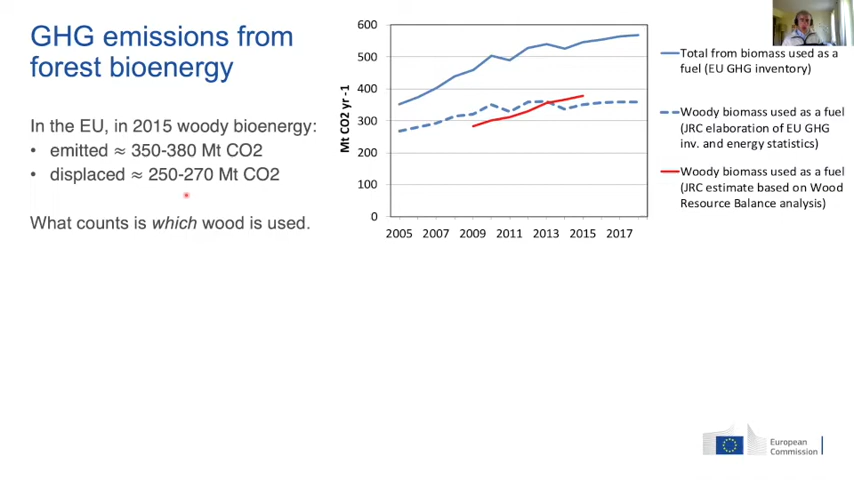 GHG emissions from
forest bioenergy
In the EU, in 2015 woody bioenergy:
• emitted ≈ 350-380 Mt CO2
• displaced ≈ 250-270 Mt CO2
What counts is which wood is used.
Mt CO2 yr -1
600
500
400
300
200
100
0
2005 2007 2009 2011 2013 2015 2017
Total from biomass used as a
fuel (EU GHG inventory)
Woody biomass used as a fuel
(JRC elaboration of EU GHG
inv. and energy statistics)
Woody biomass used as a fuel
(JRC estimate based on Wood
Resource Balance analysis)
European
Commission